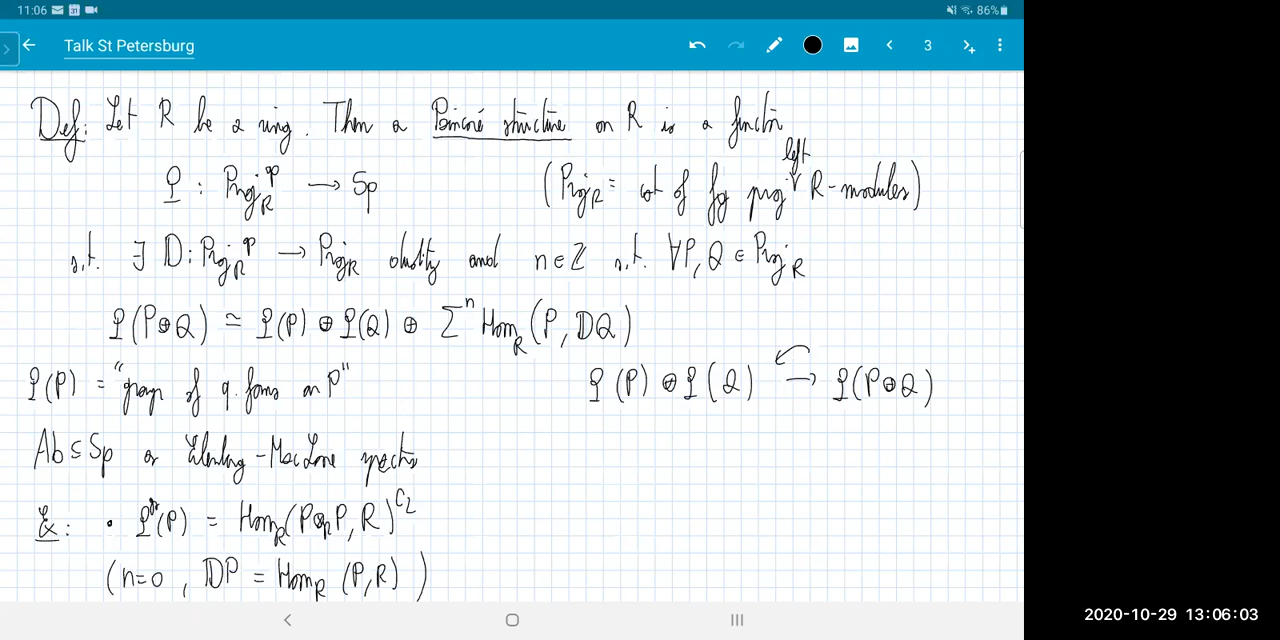 11:06 31 86%
Talk St Petersburg
3
Def: Let R be a ring. Then a Poincaré structure on R is a functor
Ϙ : Proj_R^op → Sp (Proj_R = cat of fg proj left R-modules)
s.t. ∃ D : Proj_R^op → Proj_R duality and n ∈ ℤ s.t. ∀P, Q ∈ Proj_R
Ϙ(P⊕Q) ≃ Ϙ(P) ⊕ Ϙ(Q) ⊕ Σ^n Hom_R(P, DQ)
Ϙ(P) = "group of q. forms on P" Ϙ(P) ⊕ Ϙ(Q) → Ϙ(P⊕Q)
Ab ⊆ Sp as Eilenberg-MacLane spectra
Ex: • Ϙ(P) = Hom_R(P⊗_R P, R)^{C_2}
(n=0, DP = Hom_R (P, R) )
2020-10-29 13:06:03